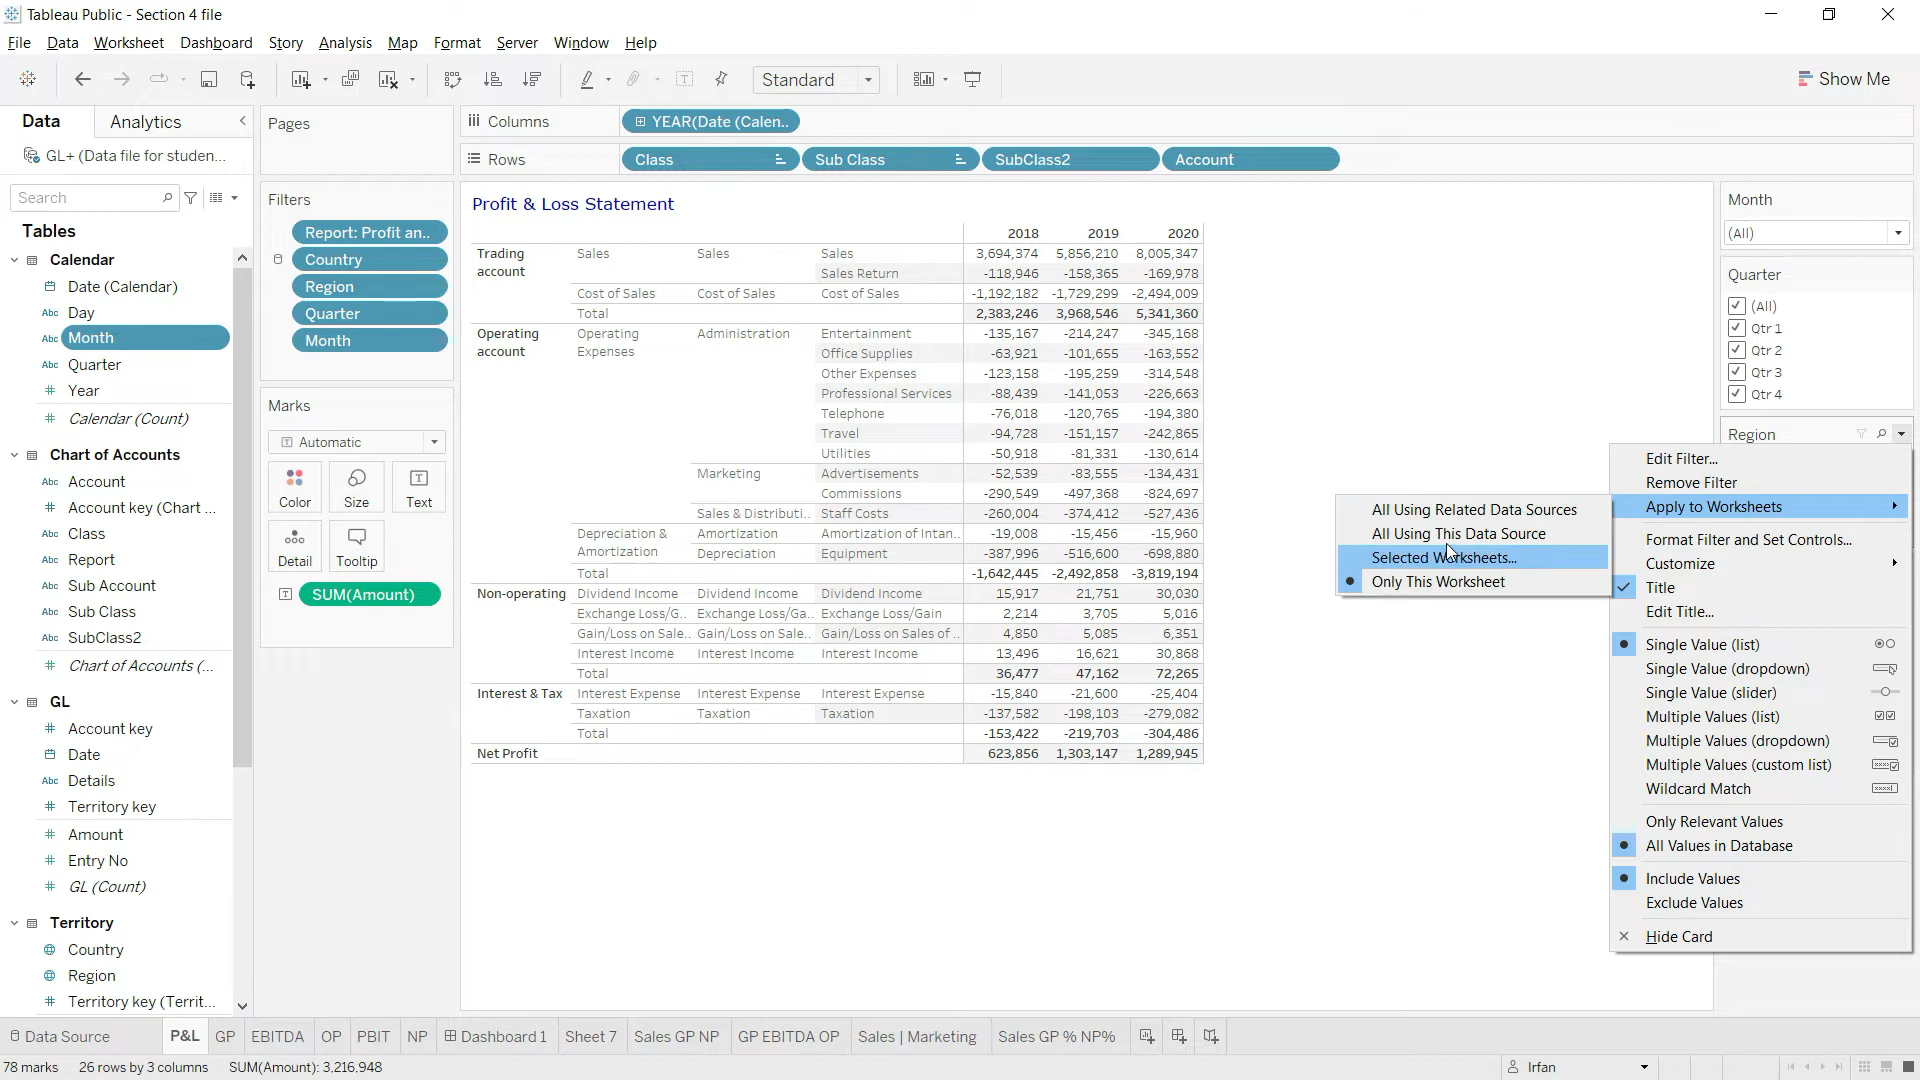 Tableau Public - Section 4 file
File Data Worksheet Dashboard Story Analysis Map Format Server Window Help
Standard
Show Me
Data Analytics
GL+ (Data file for studen...
Search
Tables
Calendar
Date (Calendar)
Abc Day
Abc Month
Abc Quarter
# Year
# Calendar (Count)
Chart of Accounts
Abc Account
# Account key (Chart ...
Abc Class
Abc Report
Abc Sub Account
Abc Sub Class
Abc SubClass2
# Chart of Accounts (...
GL
# Account key
Date
Abc Details
# Territory key
# Amount
# Entry No
# GL (Count)
Territory
Country
Region
# Territory key (Territ...
Pages
Filters
Report: Profit an..
Country
Region
Quarter
Month
Marks
Automatic
Color Size Text
Detail Tooltip
SUM(Amount)
Columns YEAR(Date (Calen..
Rows Class Sub Class SubClass2 Account
Profit & Loss Statement
2018 2019 2020
Trading account Sales Sales Sales 3,694,374 5,856,210 8,005,347
Sales Return -118,946 -158,365 -169,978
Cost of Sales Cost of Sales Cost of Sales -1,192,182 -1,729,299 -2,494,009
Total 2,383,246 3,968,546 5,341,360
Operating account Operating Expenses Administration Entertainment -135,167 -214,247 -345,168
Office Supplies -63,921 -101,655 -163,552
Other Expenses -123,158 -195,259 -314,548
Professional Services -88,439 -141,053 -226,663
Telephone -76,018 -120,765 -194,380
Travel -94,728 -151,157 -242,865
Utilities -50,918 -81,331 -130,614
Marketing Advertisements -52,539 -83,555 -134,431
Commissions -290,549 -497,368 -824,697
Sales & Distributi.. Staff Costs -260,004 -374,412 -527,436
Depreciation & Amortization Amortization Amortization of Intan.. -19,008 -15,456 -15,960
Depreciation Equipment -387,996 -516,600 -698,880
Total -1,642,445 -2,492,858 -3,819,194
Non-operating Dividend Income Dividend Income Dividend Income 15,917 21,751 30,030
Exchange Loss/G.. Exchange Loss/Ga.. Exchange Loss/Gain 2,214 3,705 5,016
Gain/Loss on Sale.. Gain/Loss on Sale.. Gain/Loss on Sales of .. 4,850 5,085 6,351
Interest Income Interest Income Interest Income 13,496 16,621 30,868
Total 36,477 47,162 72,265
Interest & Tax Interest Expense Interest Expense Interest Expense -15,840 -21,600 -25,404
Taxation Taxation Taxation -137,582 -198,103 -279,082
Total -153,422 -219,703 -304,486
Net Profit 623,856 1,303,147 1,289,945
Month
(All)
Quarter
(All)
Qtr 1
Qtr 2
Qtr 3
Qtr 4
Region
Edit Filter...
Remove Filter
Apply to Worksheets
All Using Related Data Sources
All Using This Data Source
Selected Worksheets...
Only This Worksheet
Format Filter and Set Controls...
Customize
Title
Edit Title...
Single Value (list)
Single Value (dropdown)
Single Value (slider)
Multiple Values (list)
Multiple Values (dropdown)
Multiple Values (custom list)
Wildcard Match
Only Relevant Values
All Values in Database
Include Values
Exclude Values
Hide Card
Data Source P&L GP EBITDA OP PBIT NP Dashboard 1 Sheet 7 Sales GP NP GP EBITDA OP Sales | Marketing Sales GP % NP%
78 marks 26 rows by 3 columns SUM(Amount): 3,216,948 Irfan